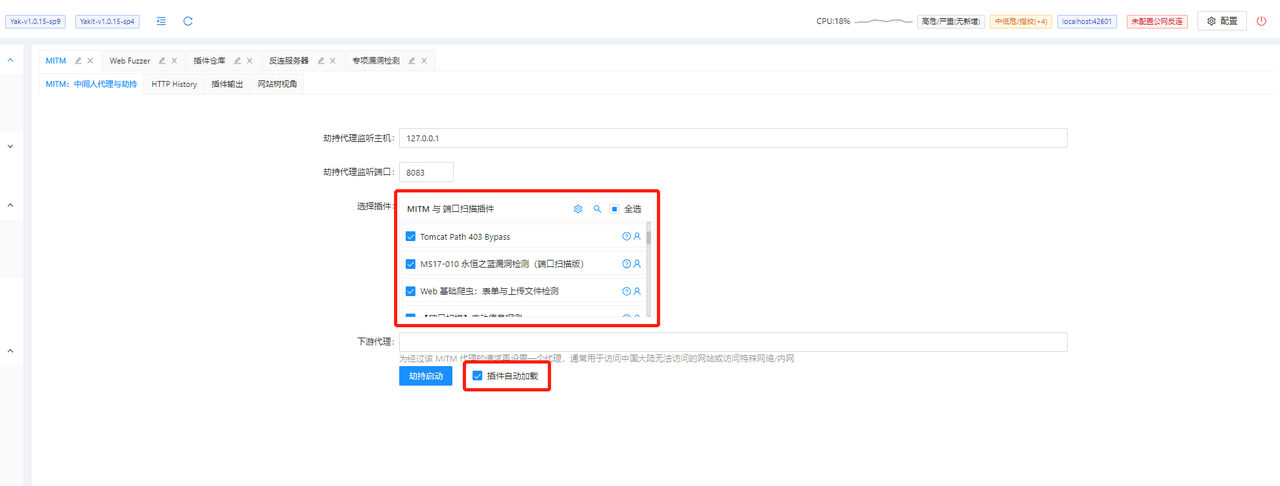 Yak-v1.0.15-sp9 Yakit-v1.0.15-sp4 CPU:18% 高危/严重(无新增) 中低危/指纹(+4) localhost:42601 未配置公网反连 配置
MITM Web Fuzzer 插件仓库 反连服务器 专项漏洞检测
MITM：中间人代理与劫持 HTTP History 插件输出 网站树视角
劫持代理监听主机: 127.0.0.1
劫持代理监听端口: 8083
选择插件: MITM 与 端口扫描插件 全选
Tomcat Path 403 Bypass
MS17-010 永恒之蓝漏洞检测（端口扫描版）
Web 基础爬虫：表单与上传文件检测
下游代理:
为经过该 MITM 代理的请求再设置一个代理，通常用于访问中国大陆无法访问的网站或访问特殊网络/内网
劫持启动 插件自动加载